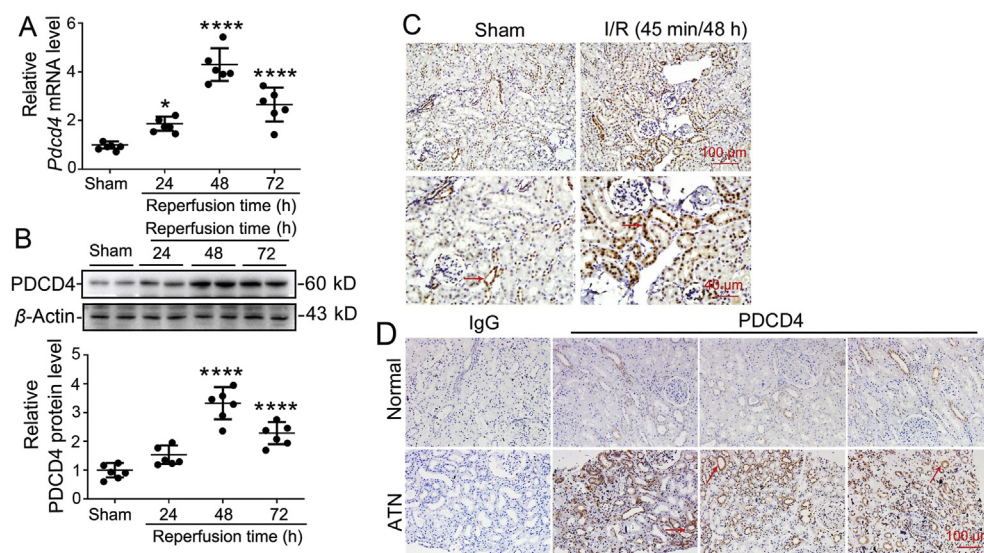 A
Relative
Pdcd4 mRNA level
6
4
2
0
*
****
****
Sham
24
48
72
Reperfusion time (h)
B
Reperfusion time (h)
Sham
24
48
72
PDCD4
-60 kD
β-Actin
-43 kD
Relative
PDCD4 protein level
5
4
3
2
1
0
****
****
Sham
24
48
72
Reperfusion time (h)
C
Sham
I/R (45 min/48 h)
100 μm
40 μm
D
IgG
PDCD4
Normal
ATN
100 μm